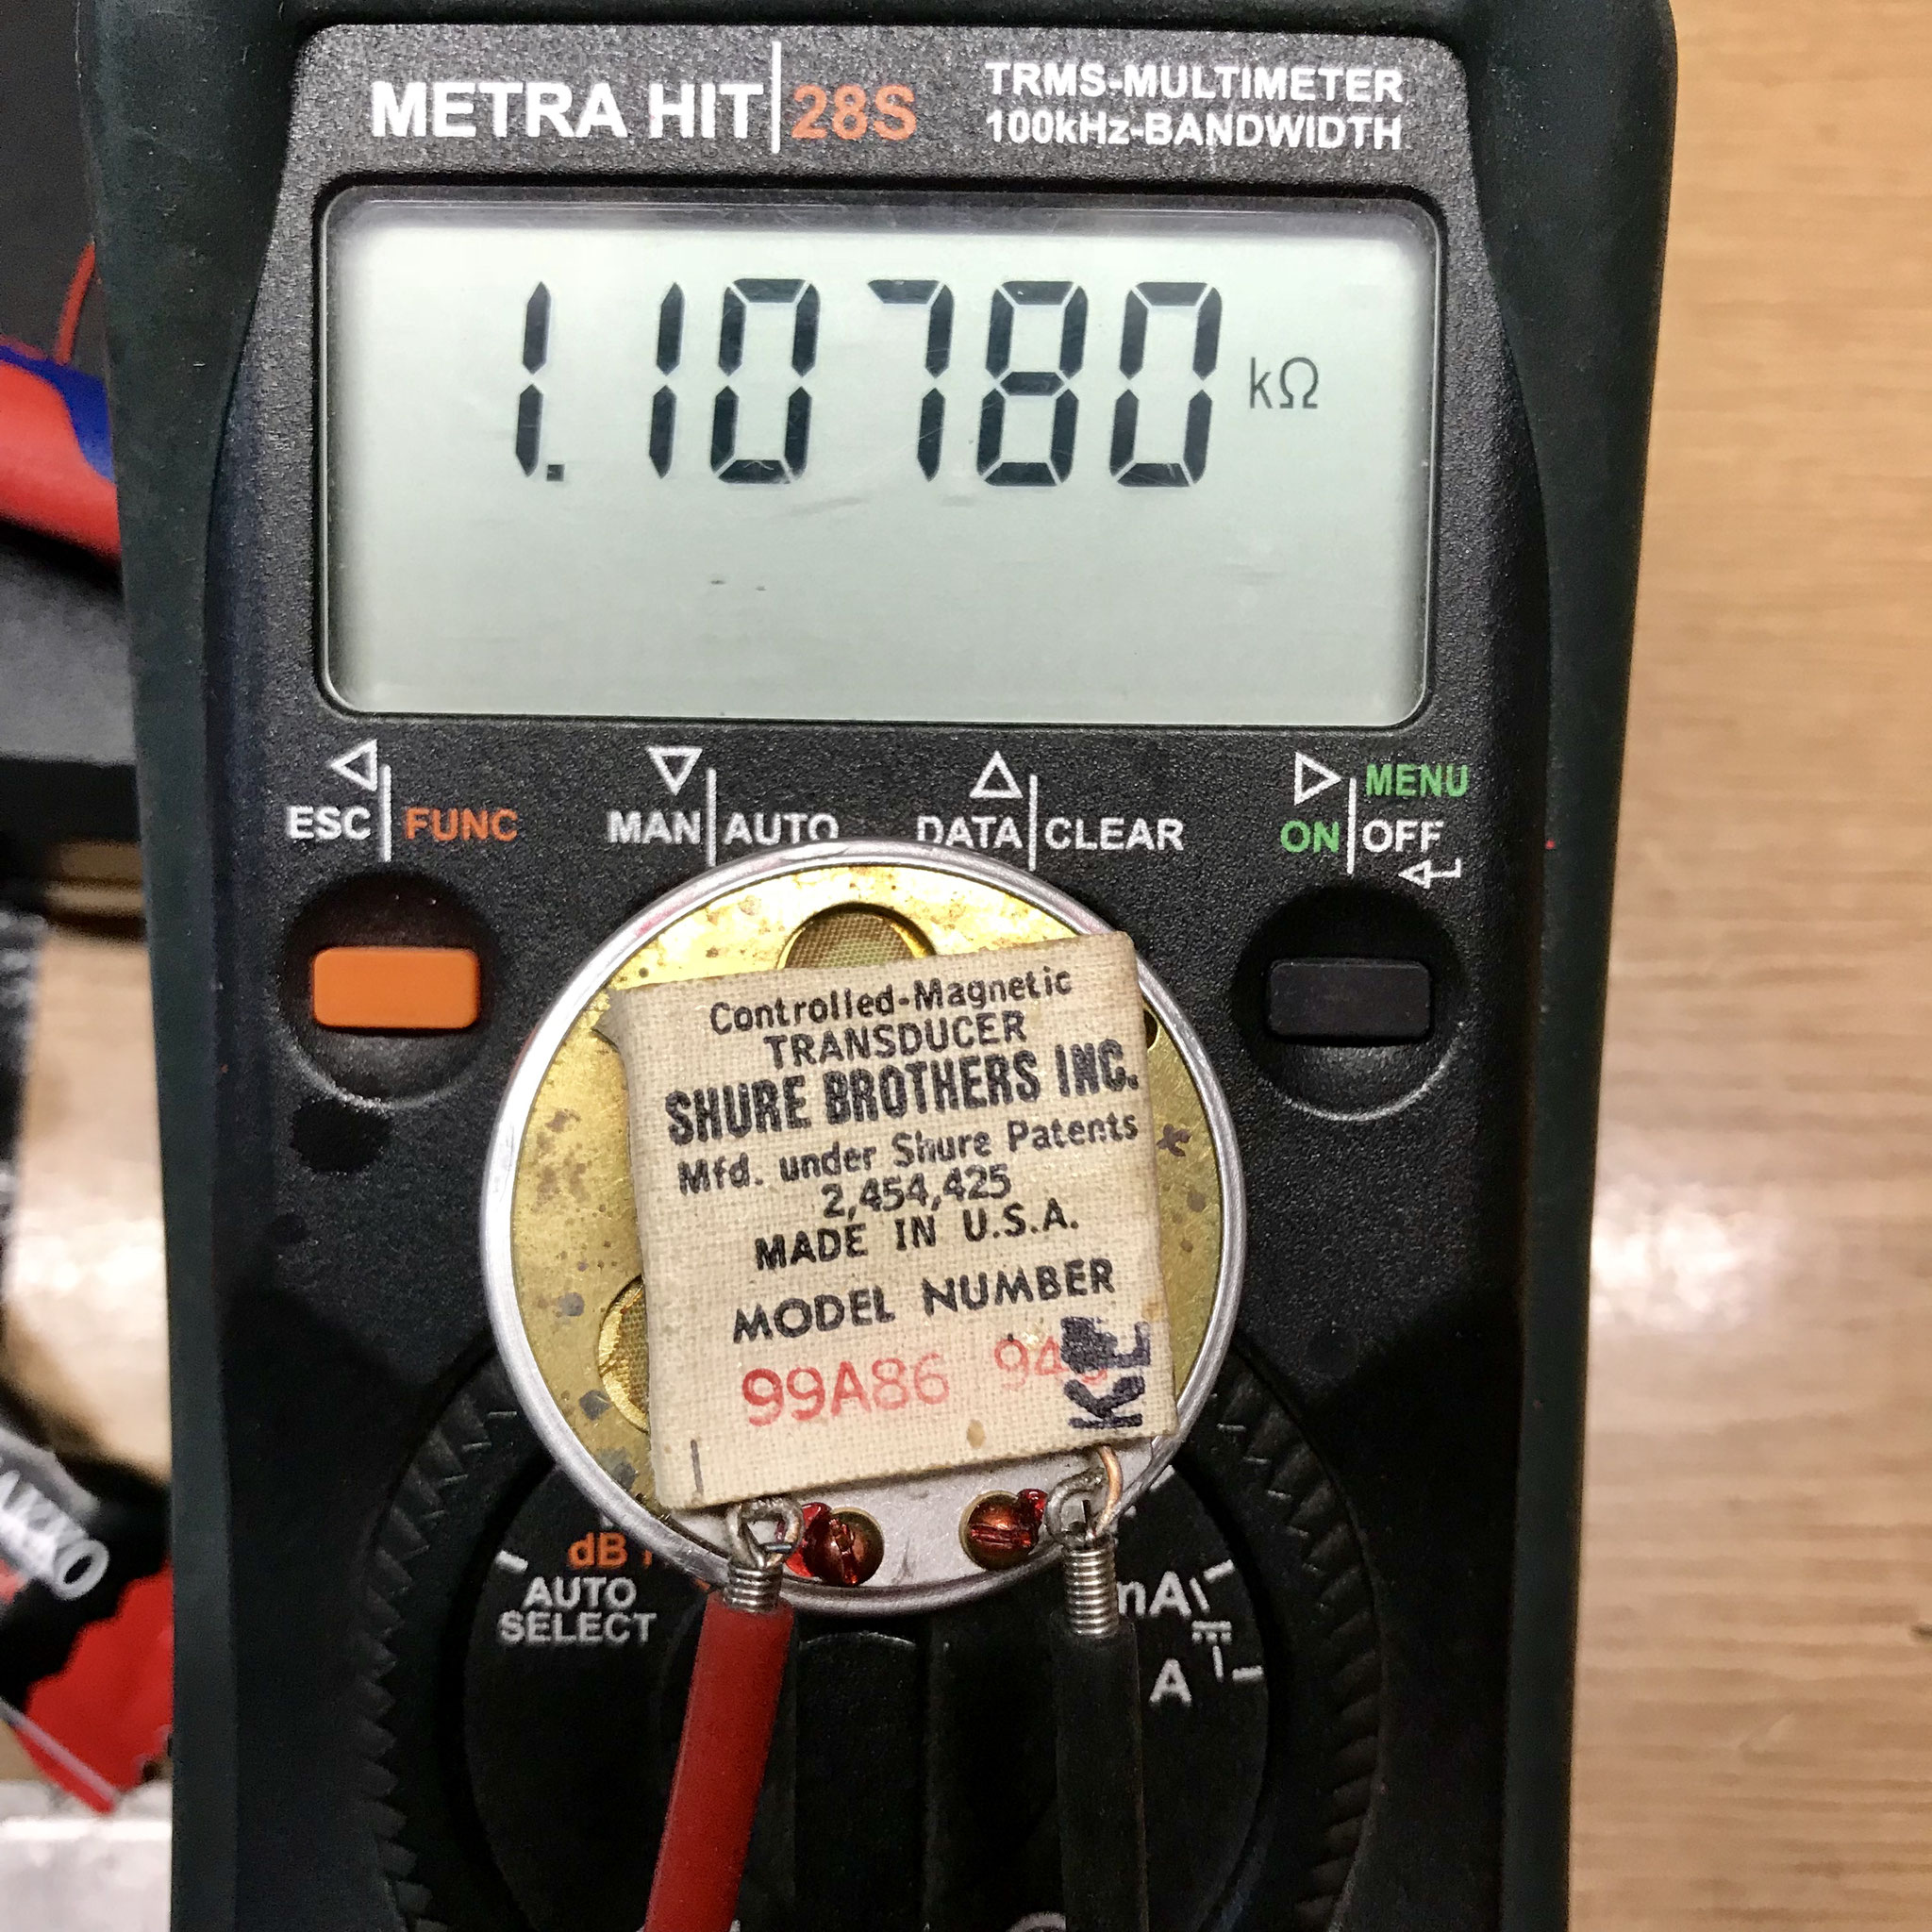 METRA HIT 28S
TRMS-MULTIMETER
100kHz-BANDWIDTH
1.10780 kΩ
ESC FUNC
MAN AUTO
DATA CLEAR
MENU
ON OFF
Controlled-Magnetic
TRANSDUCER
SHURE BROTHERS INC.
Mfd. under Shure Patents
2,454,425
MADE IN U.S.A.
MODEL NUMBER
99A86
dB
AUTO
SELECT
mA
A